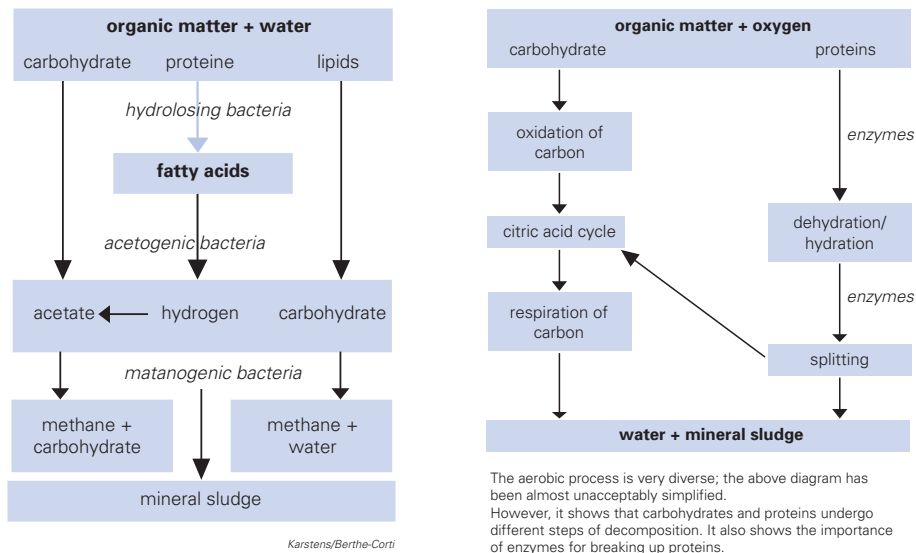 organic matter + water
carbohydrate proteine lipids
hydrolosing bacteria
fatty acids
acetogenic bacteria
acetate hydrogen carbohydrate
matanogenic bacteria
methane +
carbohydrate
methane +
water
mineral sludge
Karstens/Berthe-Corti
organic matter + oxygen
carbohydrate proteins
oxidation of
carbon
enzymes
citric acid cycle
dehydration/
hydration
respiration of
carbon
enzymes
splitting
water + mineral sludge
The aerobic process is very diverse; the above diagram has
been almost unacceptably simplified.
However, it shows that carbohydrates and proteins undergo
different steps of decomposition. It also shows the importance
of enzymes for breaking up proteins.